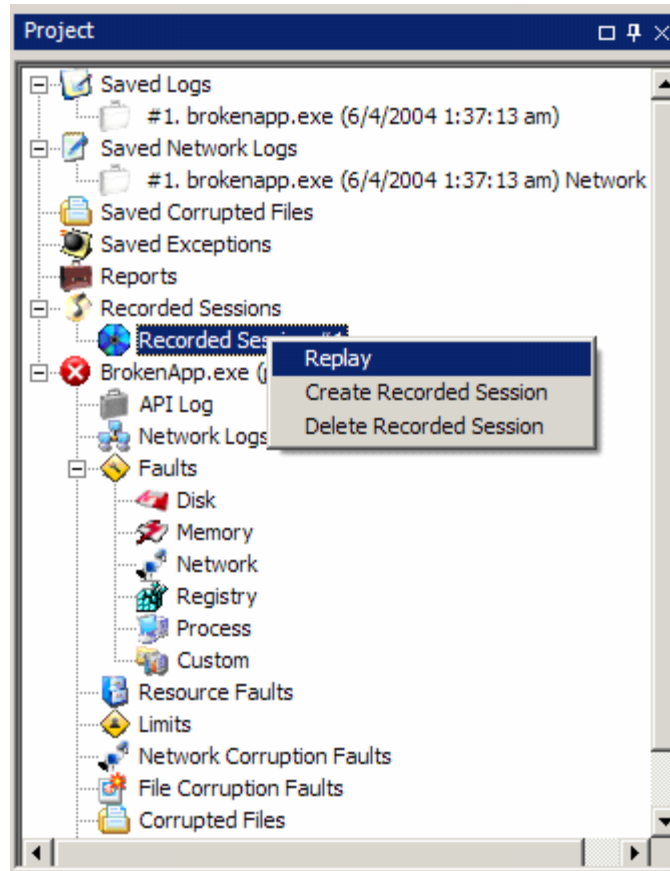 Project
Saved Logs
#1. brokenapp.exe (6/4/2004 1:37:13 am)
Saved Network Logs
#1. brokenapp.exe (6/4/2004 1:37:13 am) Network
Saved Corrupted Files
Saved Exceptions
Reports
Recorded Sessions
Recorded
Replay
BrokenApp.exe
Create Recorded Session
API Log
Delete Recorded Session
Network Logs
Faults
Disk
Memory
Network
Registry
Process
Custom
Resource Faults
Limits
Network Corruption Faults
File Corruption Faults
Corrupted Files